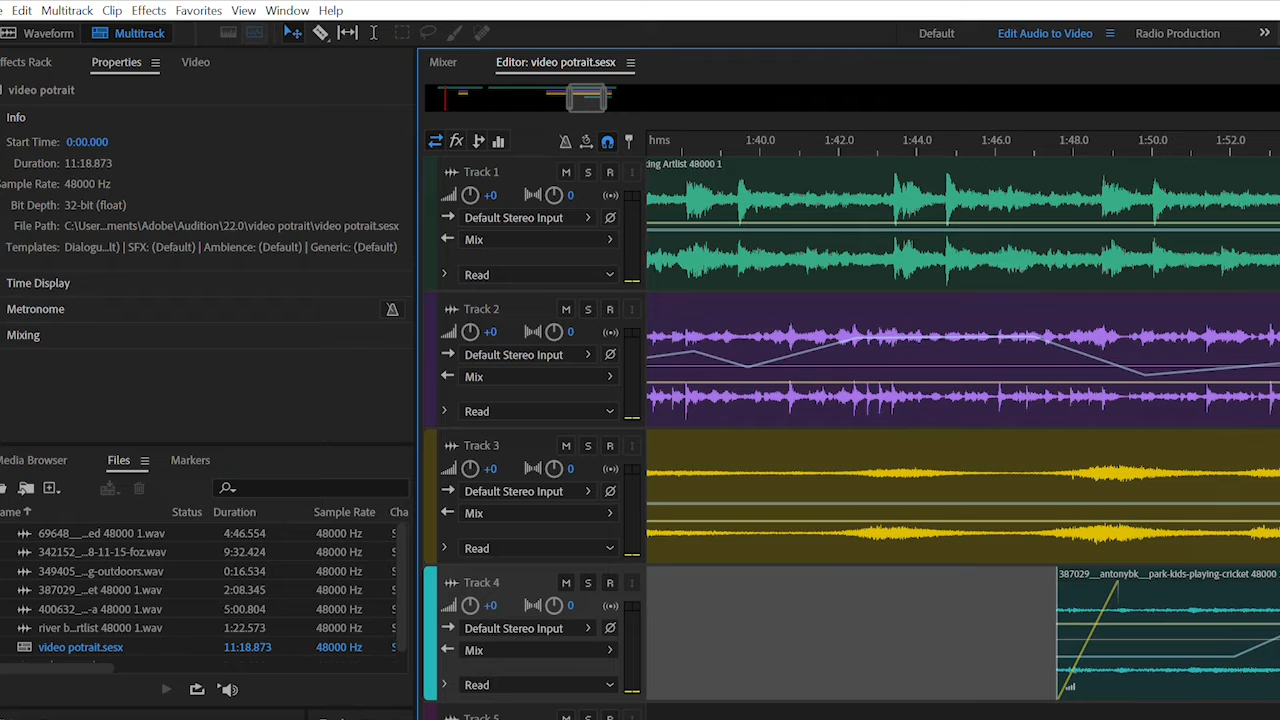 Edit Multitrack Clip Effects Favorites View Window Help
Waveform Multitrack Default Edit Audio to Video Radio Production
ffects Rack Properties Video
video potrait
Info
Start Time: 0:00.000
Duration: 11:18.873
Sample Rate: 48000 Hz
Bit Depth: 32-bit (float)
File Path: C:\User...ments\Adobe\Audition\22.0\video potrait\video potrait.sesx
Templates: Dialogu...lt) | SFX: (Default) | Ambience: (Default) | Generic: (Default)
Time Display
Metronome
Mixing
Media Browser Files Markers
ame Status Duration Sample Rate Cha
69648__...ed 48000 1.wav 4:46.554 48000 Hz S
342152_...8-11-15-foz.wav 9:32.424 48000 Hz S
349405_...g-outdoors.wav 0:16.534 48000 Hz S
387029_...et 48000 1.wav 2:08.345 48000 Hz S
400632_...-a 48000 1.wav 5:00.804 48000 Hz S
river b...rtlist 48000 1.wav 1:22.573 48000 Hz S
video potrait.sesx 11:18.873 48000 Hz S
Mixer Editor: video potrait.sesx
fx hms 1:40.0 1:42.0 1:44.0 1:46.0 1:48.0 1:50.0 1:52.0
Track 1 M S R I
king Artlist 48000 1
+0 0
Default Stereo Input
Mix
Read
Track 2 M S R I
+0 0
Default Stereo Input
Mix
Read
Track 3 M S R I
+0 0
Default Stereo Input
Mix
Read
Track 4 M S R I
387029__antonybk__park-kids-playing-cricket 48000
+0 0
Default Stereo Input
Mix
Read
Track 5 M S R I